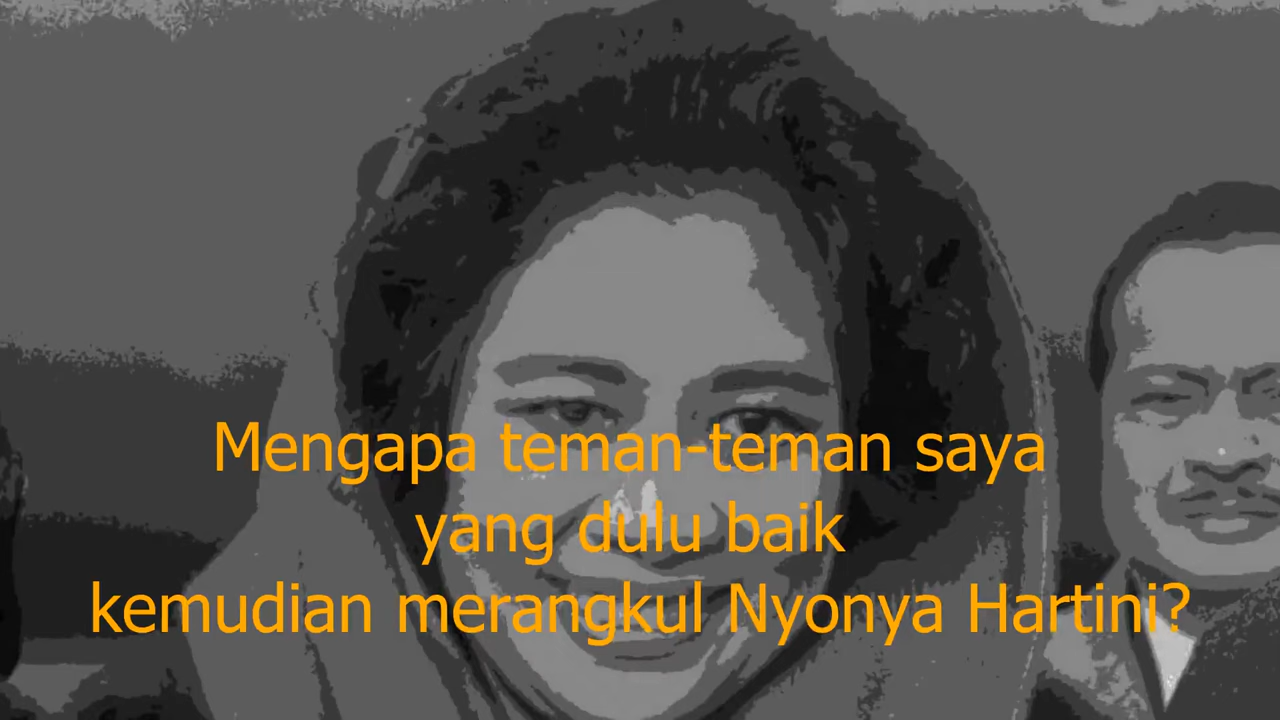 Mengapa teman-teman saya
yang dulu baik
kemudian merangkul Nyonya Hartini?